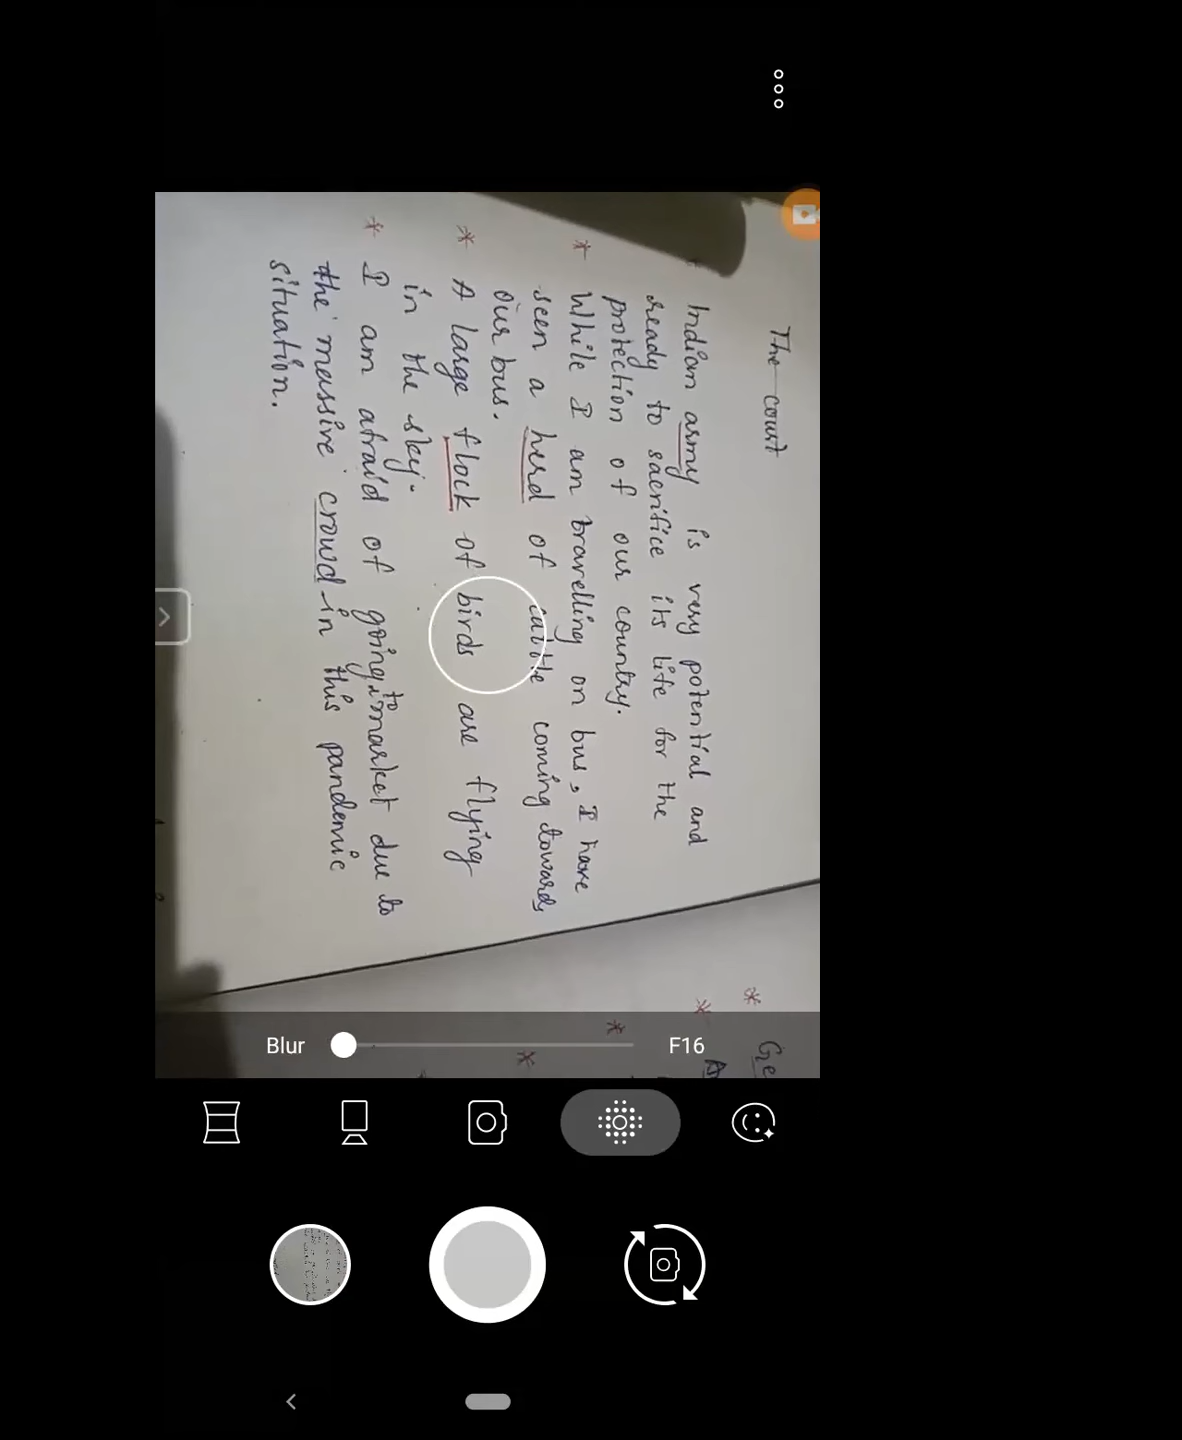 The court
* Indian army is very potential and
ready to sacrifice its life for the
protection of our country.
* While I am travelling on bus, I have
seen a herd of cattle coming towards
our bus.
* A large flock of birds are flying
in the sky.
* I am afraid of going to market due to
the massive crowd in this pandemic
situation.
* Ge
* A
*
*
Blur F16